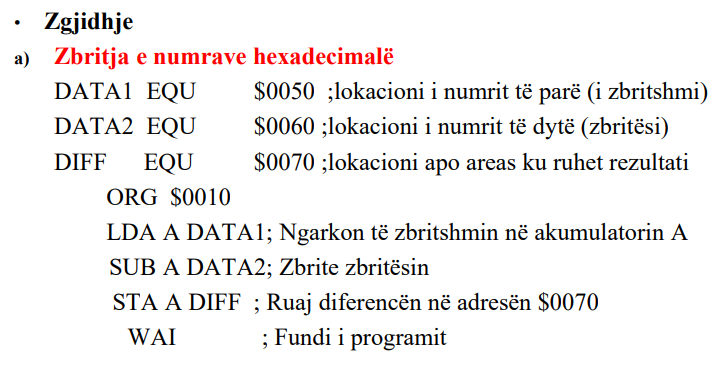 • Zgjidhje
a) Zbritja e numrave hexadecimalë
DATA1 EQU $0050 ;lokacioni i numrit të parë (i zbritshmi)
DATA2 EQU $0060 ;lokacioni i numrit të dytë (zbritësi)
DIFF EQU $0070 ;lokacioni apo areas ku ruhet rezultati
ORG $0010
LDA A DATA1; Ngarkon të zbritshmin në akumulatorin A
SUB A DATA2; Zbrite zbritësin
STA A DIFF ; Ruaj diferencën në adresën $0070
WAI ; Fundi i programit